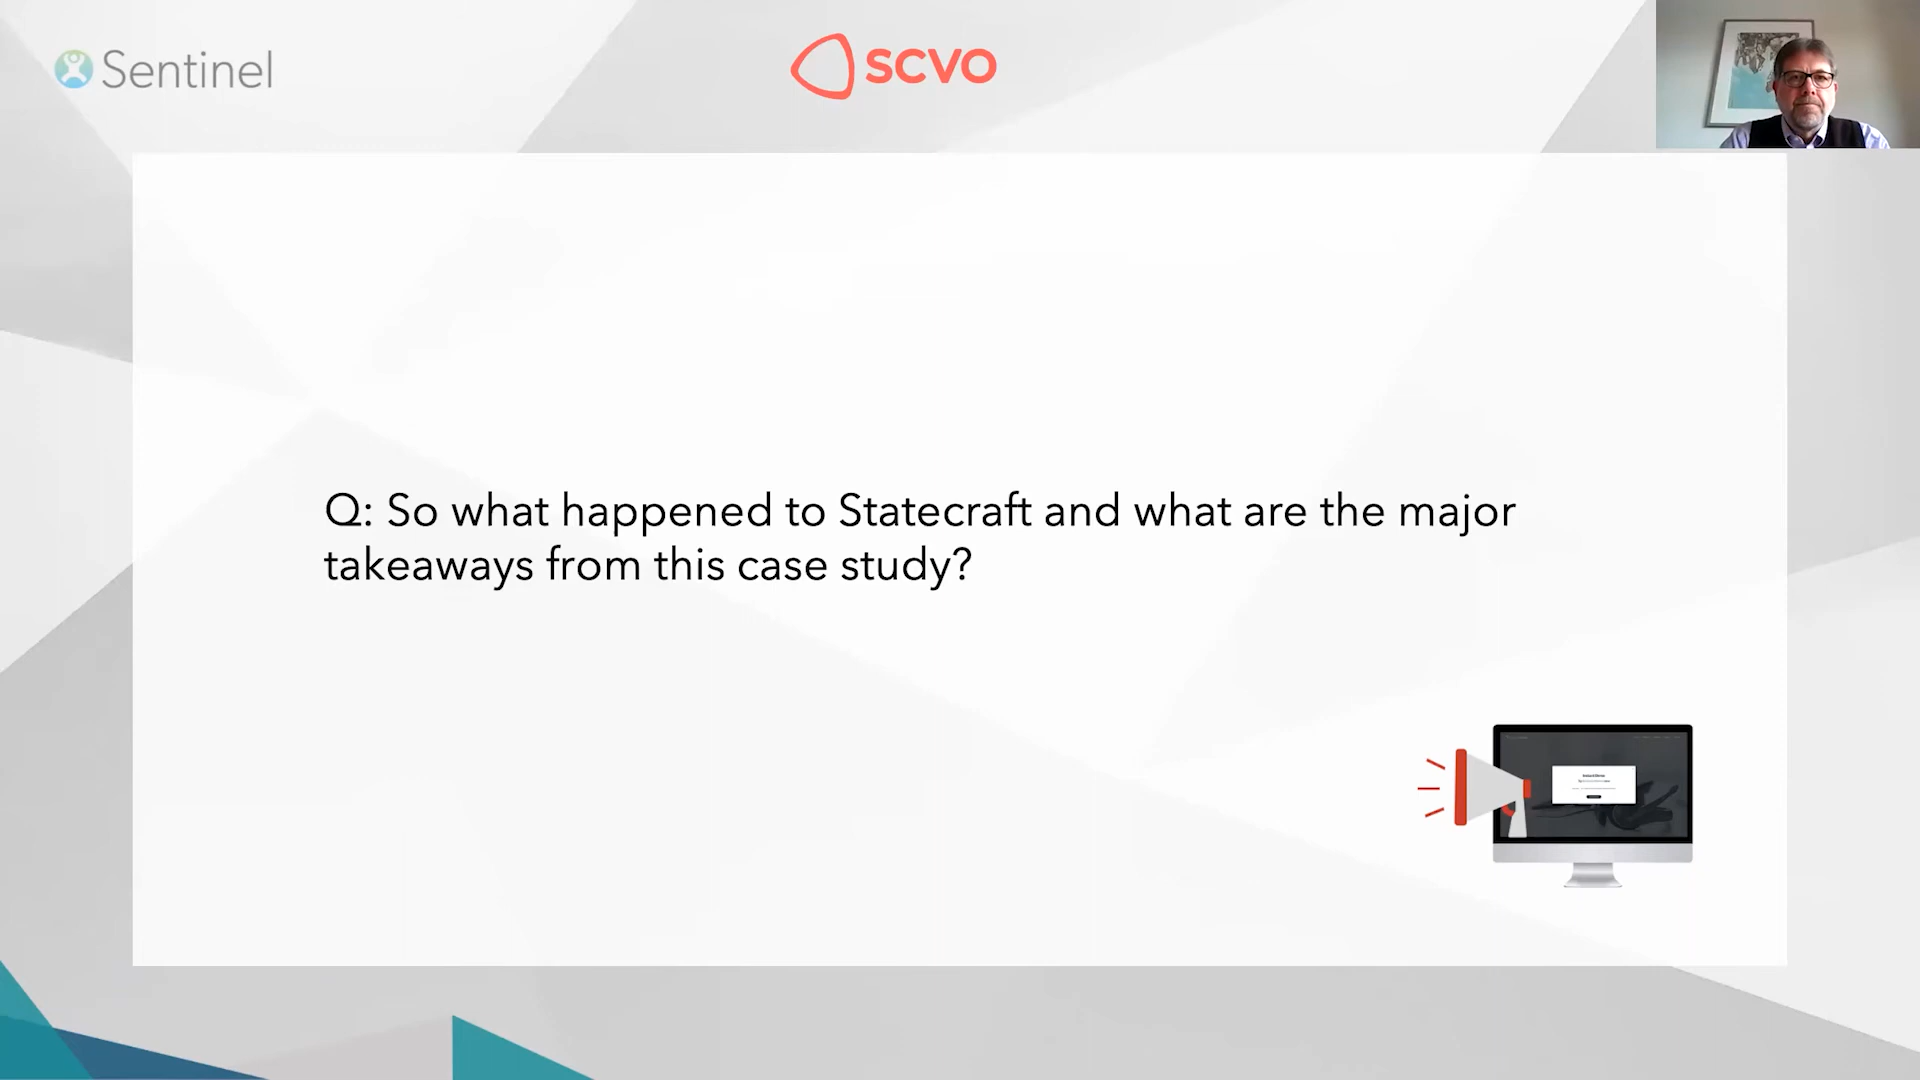 Sentinel
scvo
Q: So what happened to Statecraft and what are the major
takeaways from this case study?